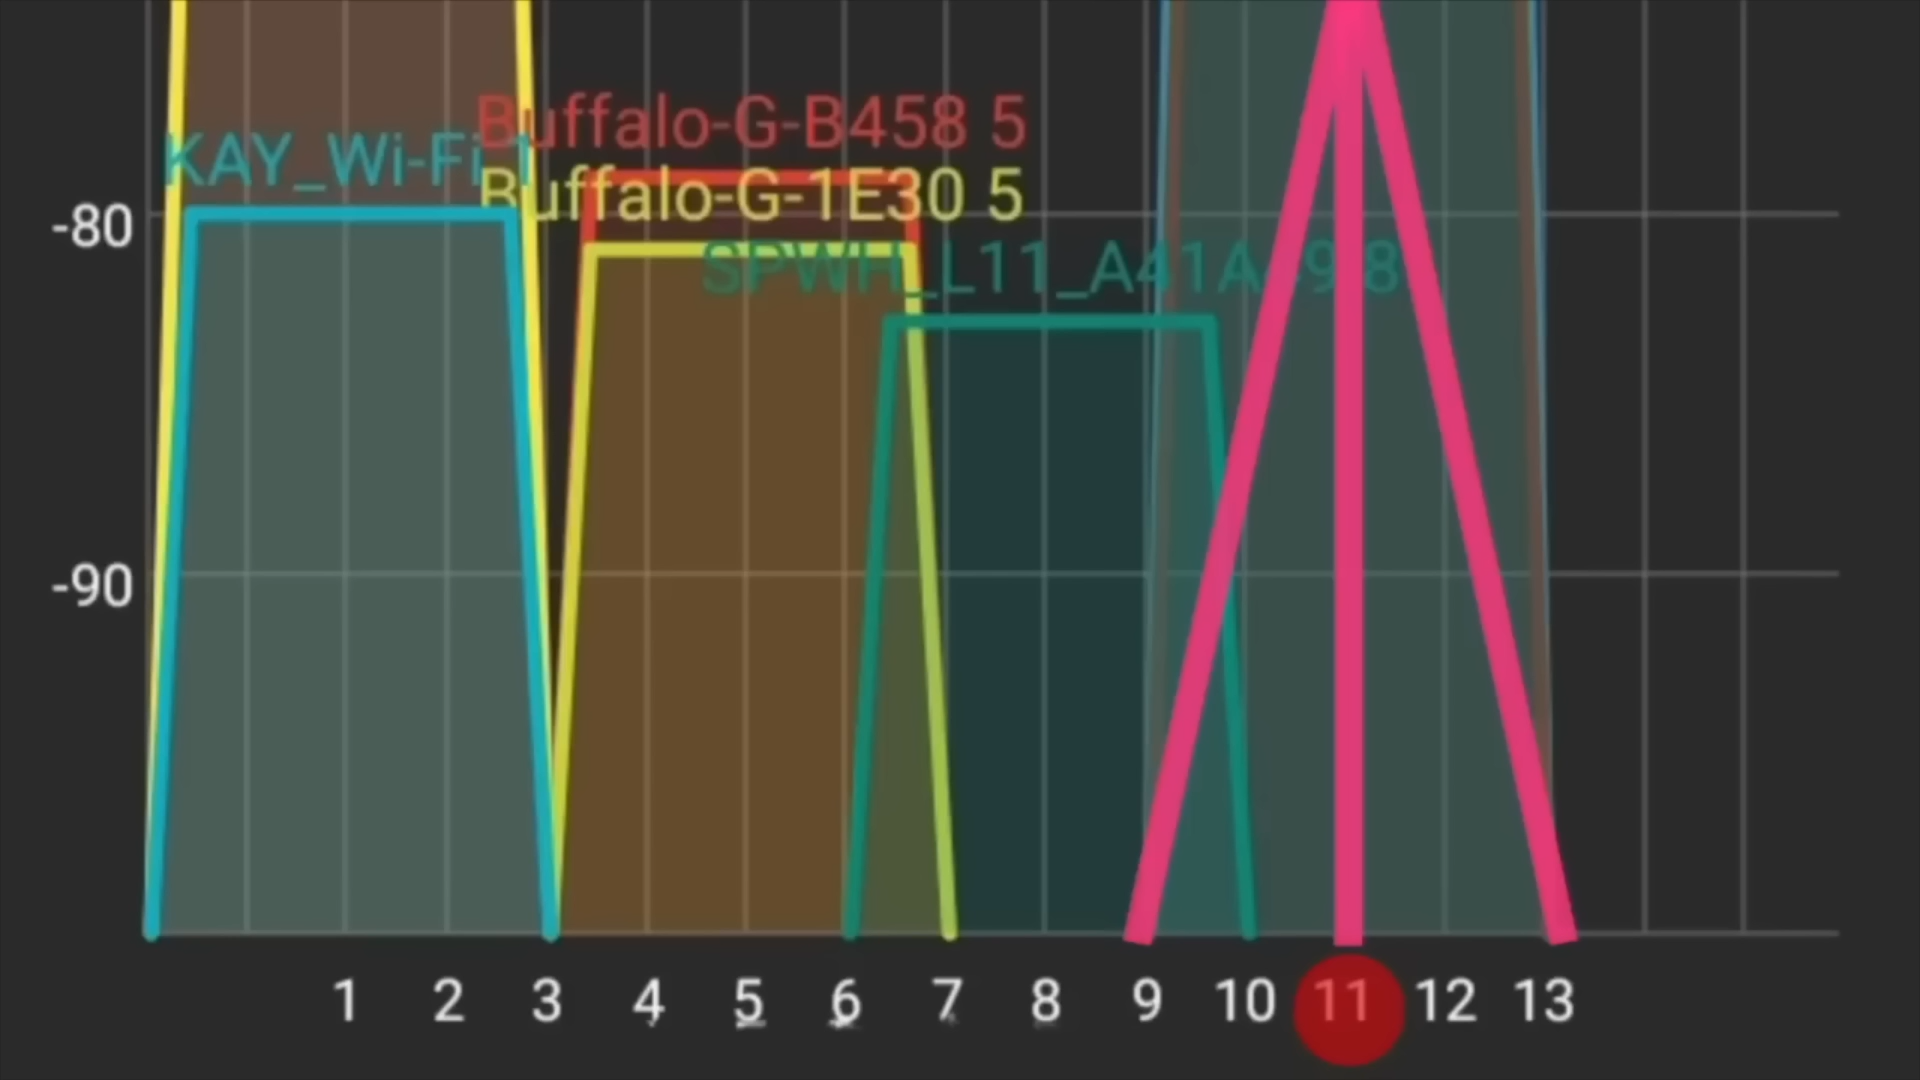 Buffalo-G-B458 5
KAY_Wi-Fi 1
Buffalo-G-1E30 5
-80
-90
1 2 3 4 5 6 7 8 9 10 11 12 13